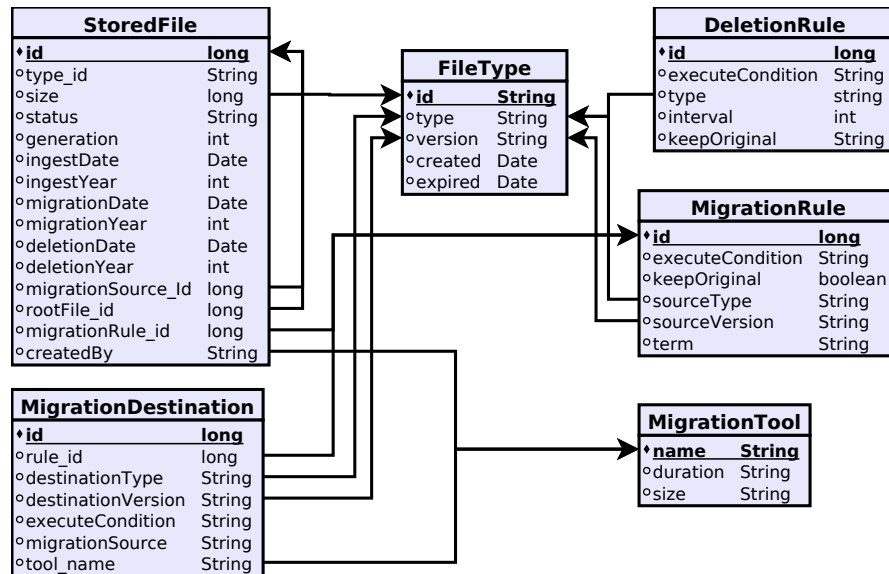 StoredFile
id long
type_id String
size long
status String
generation int
ingestDate Date
ingestYear int
migrationDate Date
migrationYear int
deletionDate Date
deletionYear int
migrationSource_Id long
rootFile_id long
migrationRule_id long
createdBy String
FileType
id String
type String
version String
created Date
expired Date
DeletionRule
id long
executeCondition String
type string
interval int
keepOriginal String
MigrationRule
id long
executeCondition String
keepOriginal boolean
sourceType String
sourceVersion String
term String
MigrationDestination
id long
rule_id long
destinationType String
destinationVersion String
executeCondition String
migrationSource String
tool_name String
MigrationTool
name String
duration String
size String